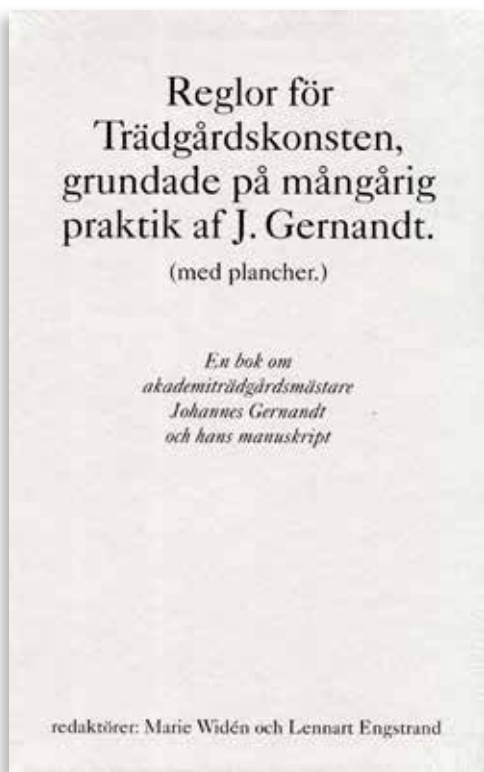 Reglor för
Trädgårdskonsten,
grundade på mångårig
praktik af J. Gernandt.
(med plancher.)
En bok om
akademiträdgårdsmästare
Johannes Gernandt
och hans manuskript
redaktörer: Marie Widén och Lennart Engstrand